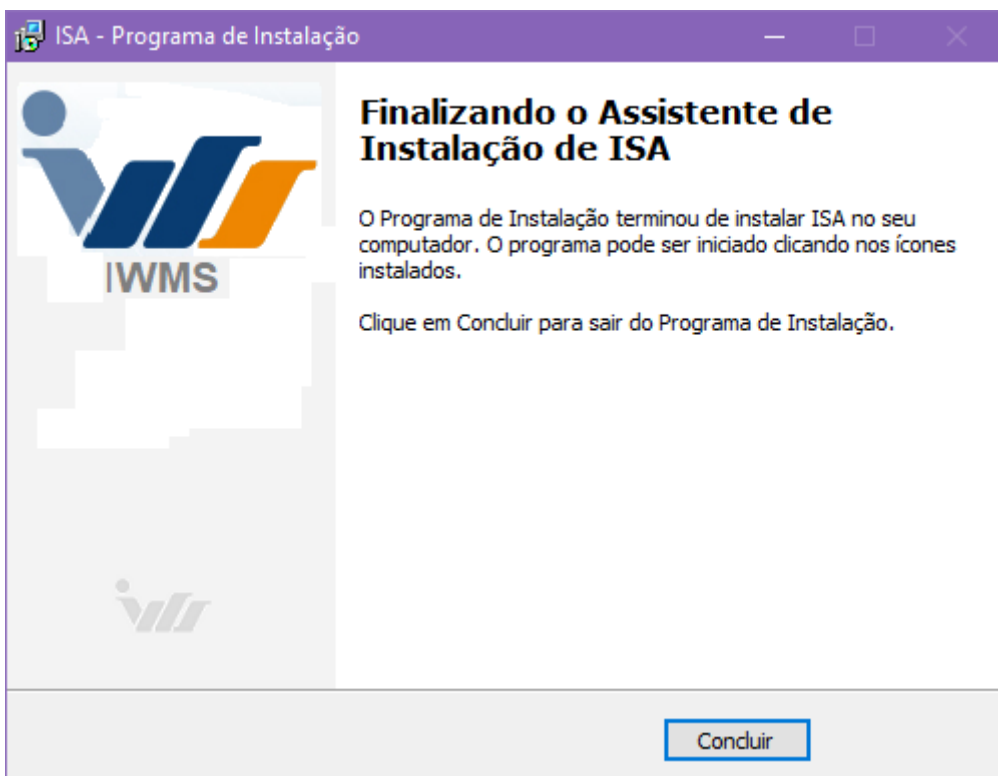 ISA - Programa de Instalação
IWMS
Finalizando o Assistente de
Instalação de ISA
O Programa de Instalação terminou de instalar ISA no seu
computador. O programa pode ser iniciado clicando nos ícones
instalados.
Clique em Concluir para sair do Programa de Instalação.
Concluir